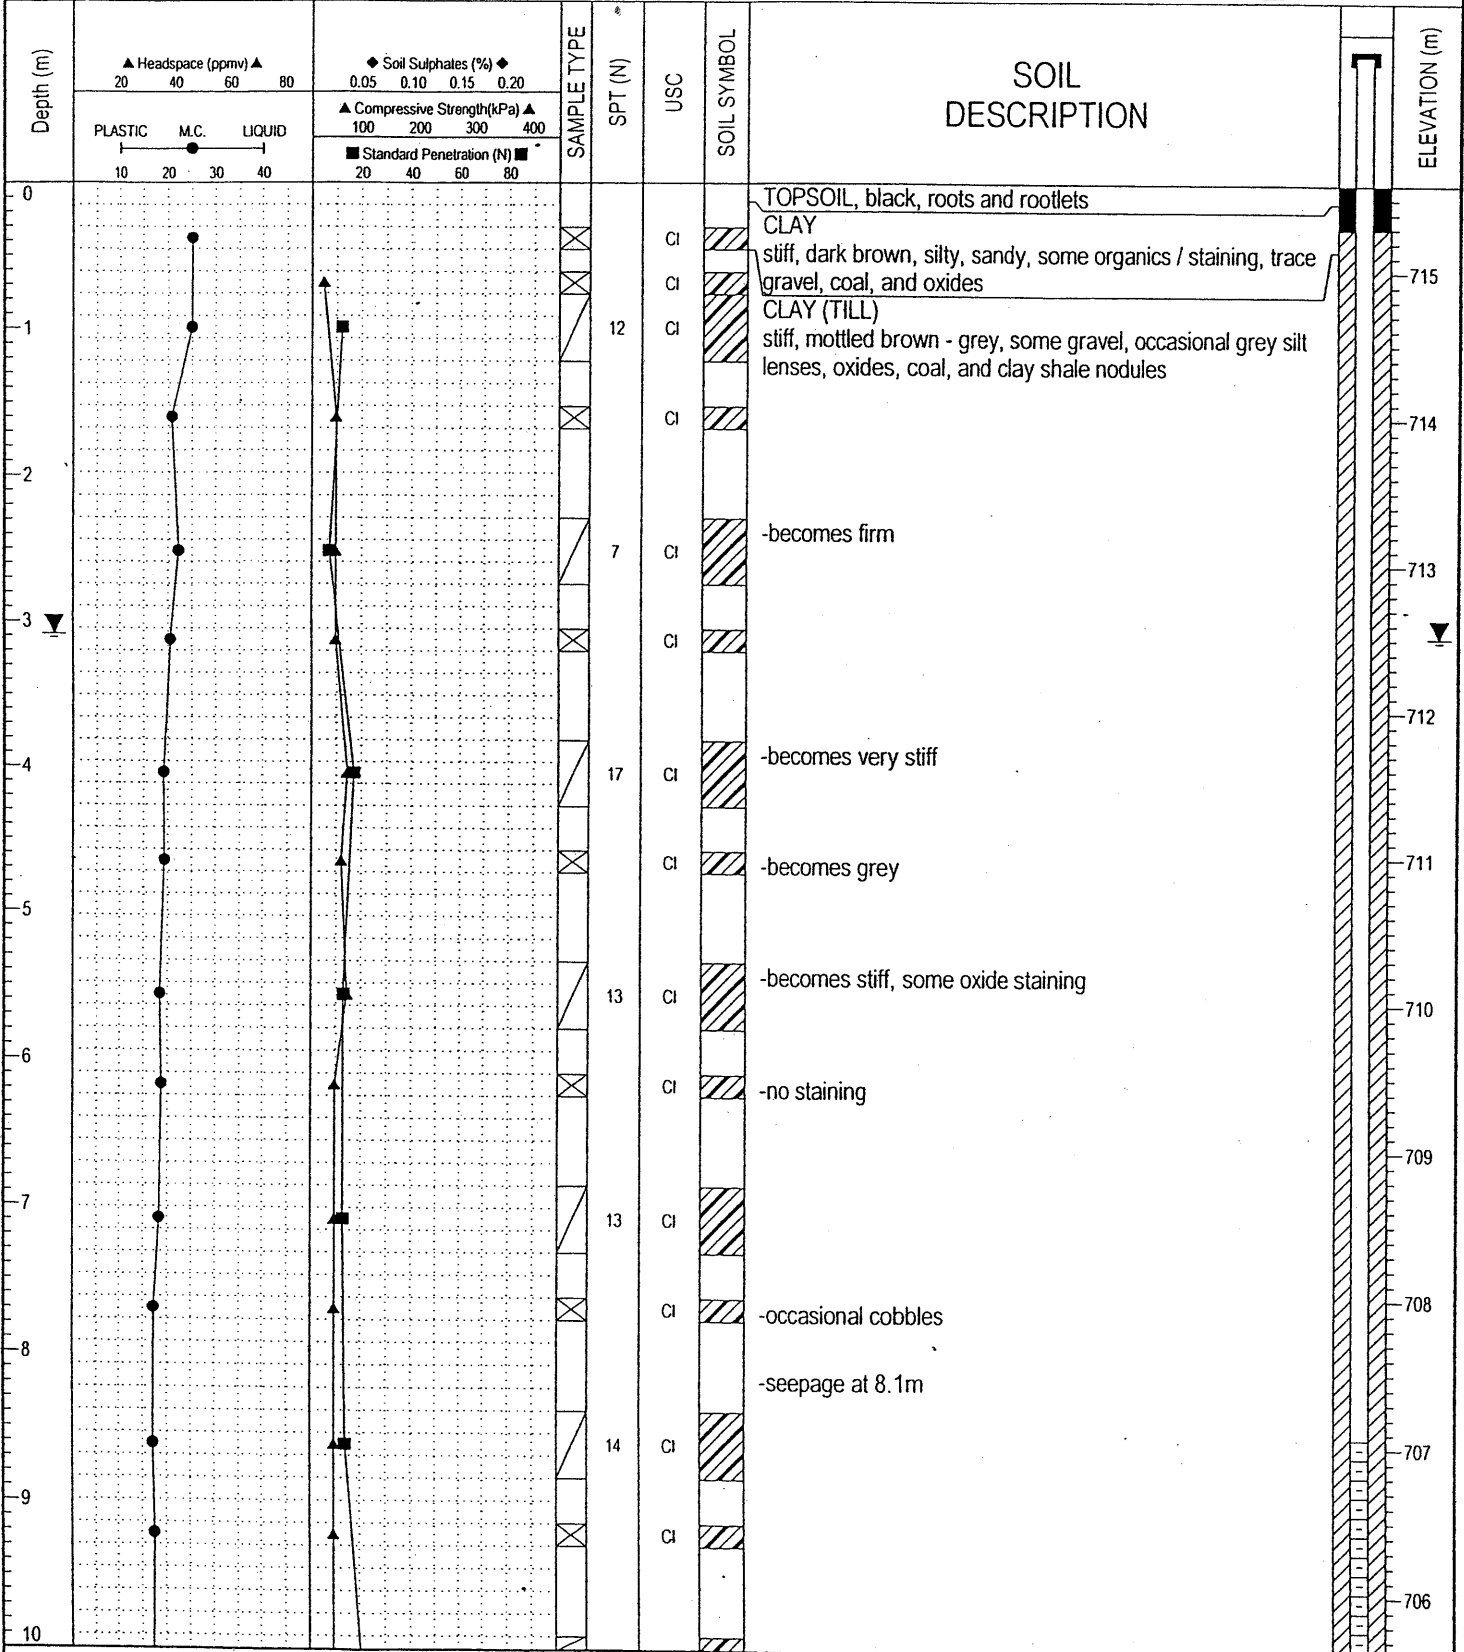 Depth (m)
▲ Headspace (ppmv) ▲
20 40 60 80
PLASTIC M.C. LIQUID
10 20 30 40
◆ Soil Sulphates (%) ◆
0.05 0.10 0.15 0.20
▲ Compressive Strength(kPa) ▲
100 200 300 400
■ Standard Penetration (N) ■
20 40 60 80
SAMPLE TYPE
SPT (N)
USC
SOIL SYMBOL
SOIL
DESCRIPTION
ELEVATION (m)
0
TOPSOIL, black, roots and rootlets
CI
CLAY
stiff, dark brown, silty, sandy, some organics / staining, trace
gravel, coal, and oxides
CI
715
CLAY (TILL)
1
12
CI
stiff, mottled brown - grey, some gravel, occasional grey silt
lenses, oxides, coal, and clay shale nodules
CI
714
2
-becomes firm
7
CI
713
3
CI
712
-becomes very stiff
4
17
CI
CI
-becomes grey
711
5
-becomes stiff, some oxide staining
13
CI
710
6
CI
-no staining
709
7
13
CI
CI
-occasional cobbles
708
8
-seepage at 8.1m
14
CI
707
9
CI
706
10